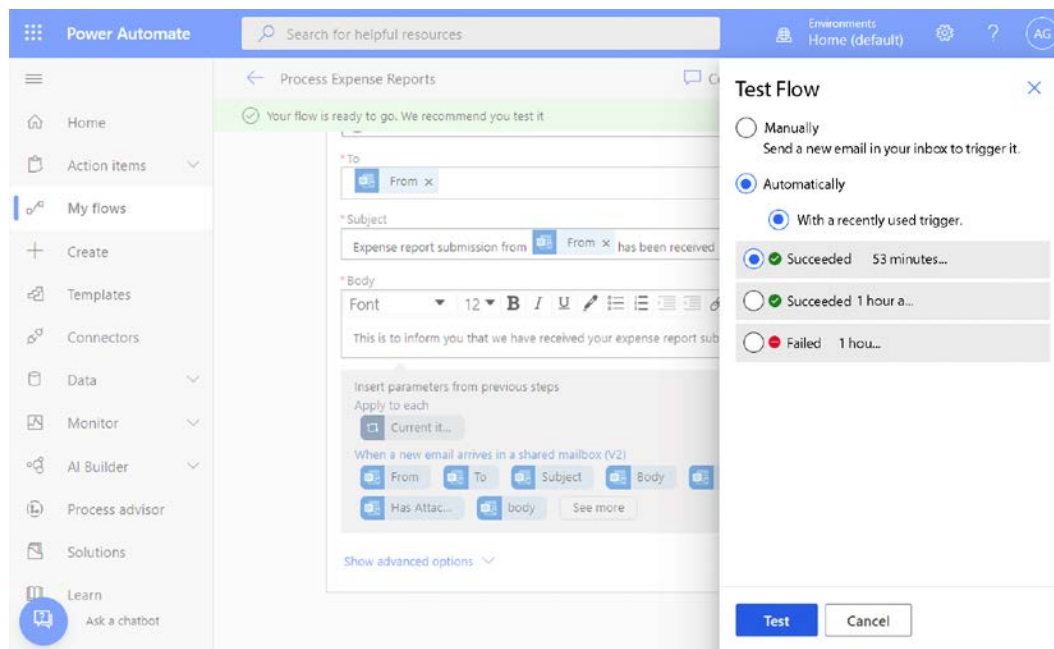 Power Automate
Search for helpful resources
Environments
Home (default)
?
AG
Home
Action items
My flows
Create
Templates
Connectors
Data
Monitor
AI Builder
Process advisor
Solutions
Learn
Ask a chatbot
Process Expense Reports
Your flow is ready to go. We recommend you test it
*To
From ×
*Subject
Expense report submission from From × has been received
*Body
Font 12 B I U
This is to inform you that we have received your expense report sub
Insert parameters from previous steps
Apply to each
Current it...
When a new email arrives in a shared mailbox (V2)
From To Subject Body
Has Attac... body See more
Show advanced options
Test Flow
Manually
Send a new email in your inbox to trigger it.
Automatically
With a recently used trigger.
Succeeded 53 minutes...
Succeeded 1 hour a...
Failed 1 hou...
Test Cancel